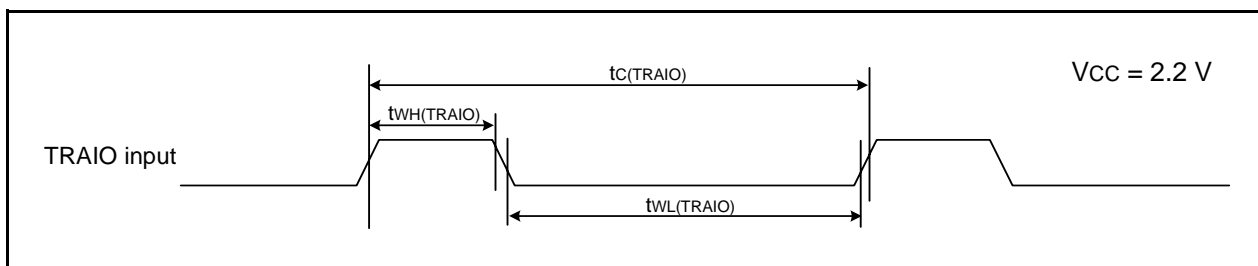 tC(TRAIO)
VCC = 2.2 V
tWH(TRAIO)
TRAIO input
tWL(TRAIO)